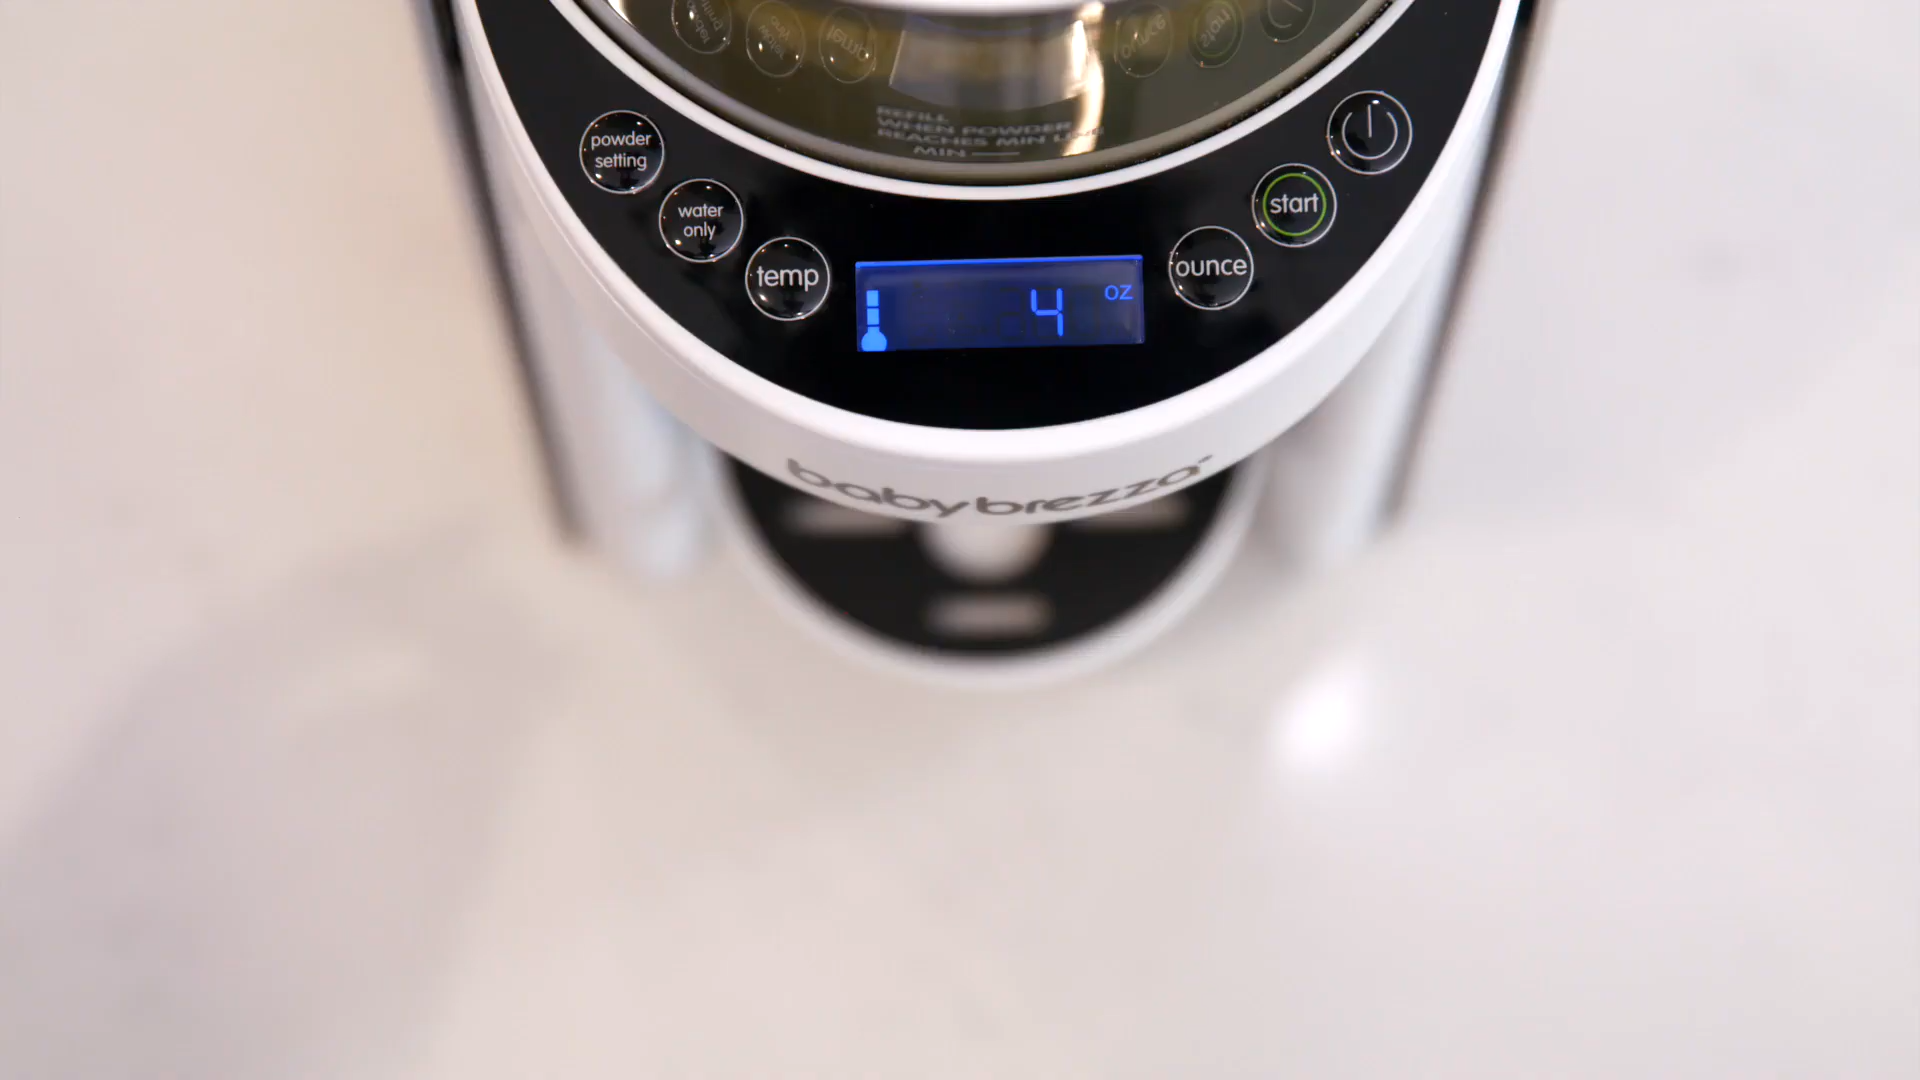 REFILL
WHEN POWDER
REACHES MIN LINE
MIN
powder
setting
water
only
temp
4 oz
ounce
start
babybrezza